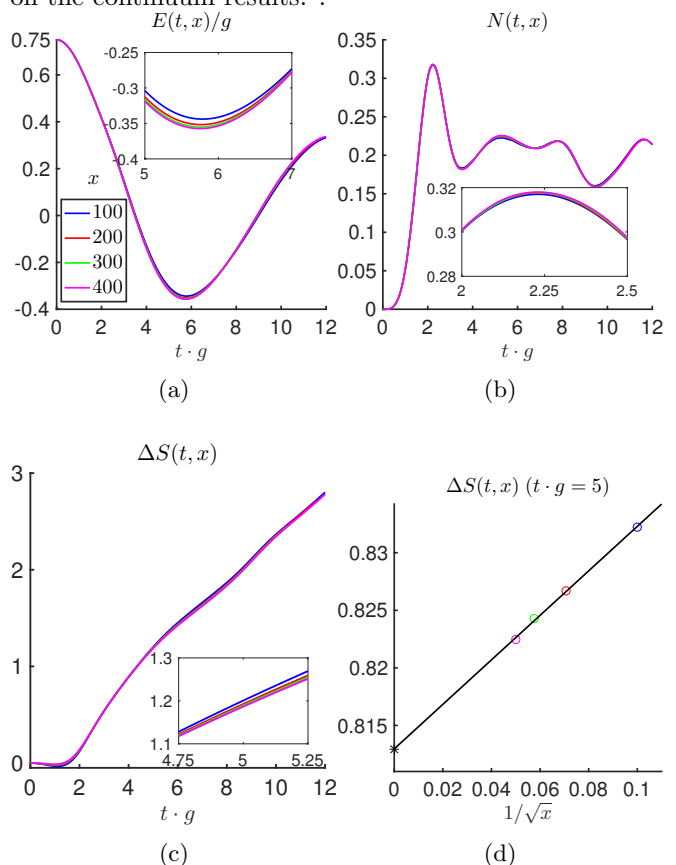 on the continuum results. .
E(t, x)/g
N(t, x)
0.75
0.6
0.4
0.2
0
-0.2
-0.4
0 2 4 6 8 10 12
t · g
-0.25
-0.3
-0.35
-0.4
5 6 7
x
100
200
300
400
0.35
0.3
0.25
0.2
0.15
0.1
0.05
0
0 2 4 6 8 10 12
t · g
0.32
0.3
0.28
2 2.25 2.5
(a)
(b)
ΔS(t, x)
3
2
1
0
0 2 4 6 8 10 12
t · g
1.3
1.2
1.1
4.75 5 5.25
ΔS(t, x) (t · g = 5)
0.83
0.825
0.82
0.815
0 0.02 0.04 0.06 0.08 0.1
1/√x
(c)
(d)